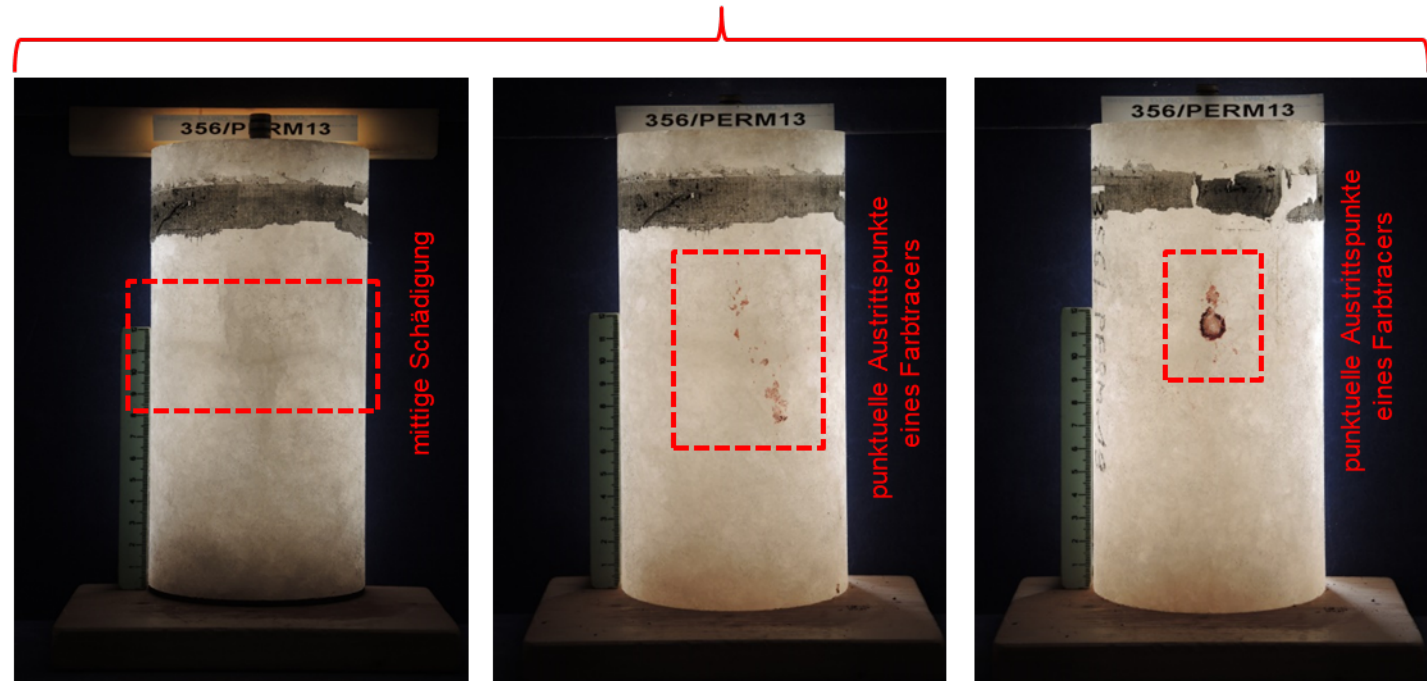 356/PERM13
mittige Schädigung
356/PERM13
punktuelle Austrittspunkte
eines Farbtracers
356/PERM13
punktuelle Austrittspunkte
eines Farbtracers